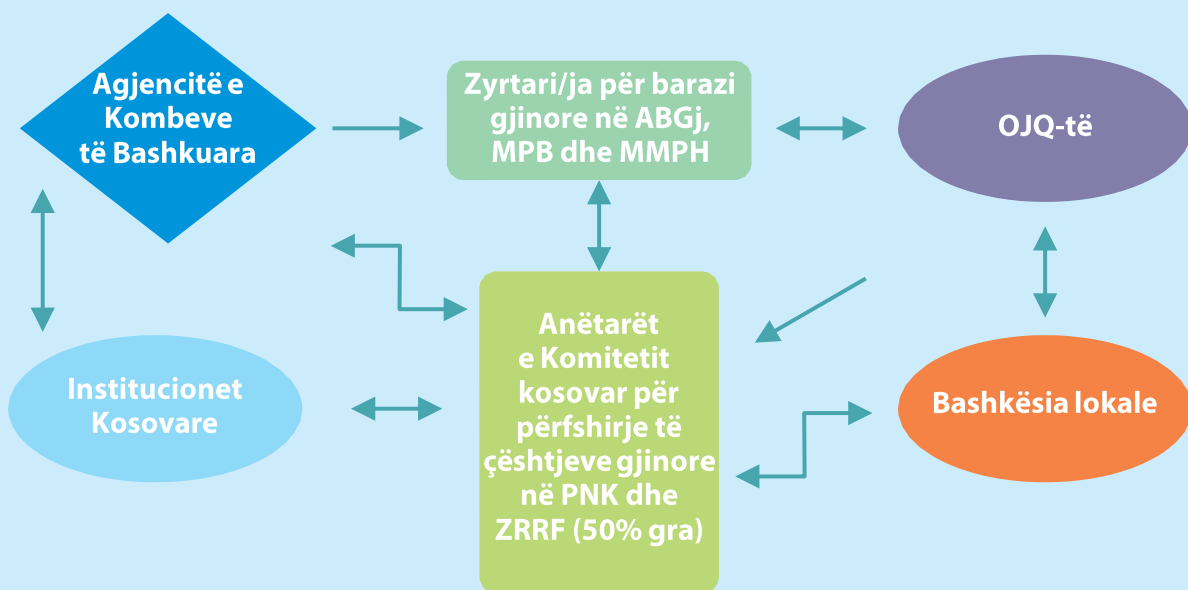 Agjencitë e
Kombeve
të Bashkuara
Zyrtari/ja për barazi
gjinore në ABGj,
MPB dhe MMPH
OJQ-të
Institucionet
Kosovare
Anëtarët
e Komitetit
kosovar për
përfshirje të
çështjeve gjinore
në PNK dhe
ZRRF (50% gra)
Bashkësia lokale